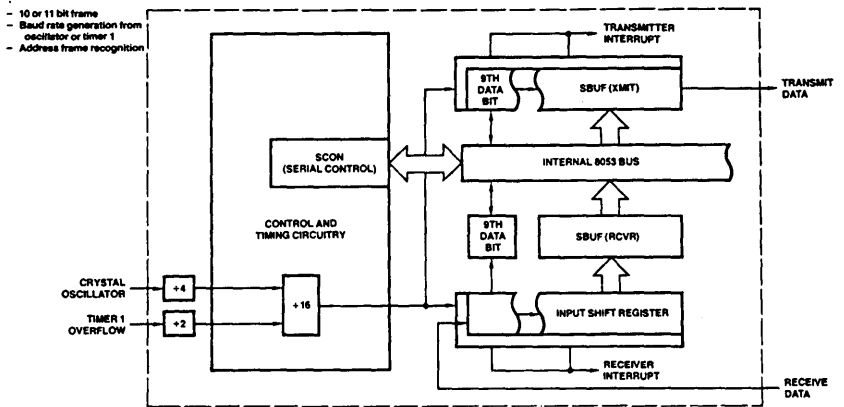 - 10 or 11 bit frame
- Baud rate generation from
oscillator or timer 1
- Address frame recognition
TRANSMITTER
INTERRUPT
9TH
DATA
BIT
SBUF (XMIT)
TRANSMIT
DATA
SCON
(SERIAL CONTROL)
INTERNAL 8053 BUS
CONTROL AND
TIMING CIRCUITRY
9TH
DATA
BIT
SBUF (RCVR)
CRYSTAL
OSCILLATOR
÷4
÷16
TIMER 1
OVERFLOW
÷2
INPUT SHIFT REGISTER
RECEIVER
INTERRUPT
RECEIVE
DATA